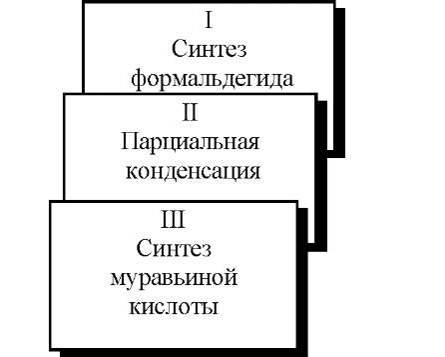 I
Синтез
формальдегида
II
Парциальная
конденсация
III
Синтез
муравьиной
кислоты